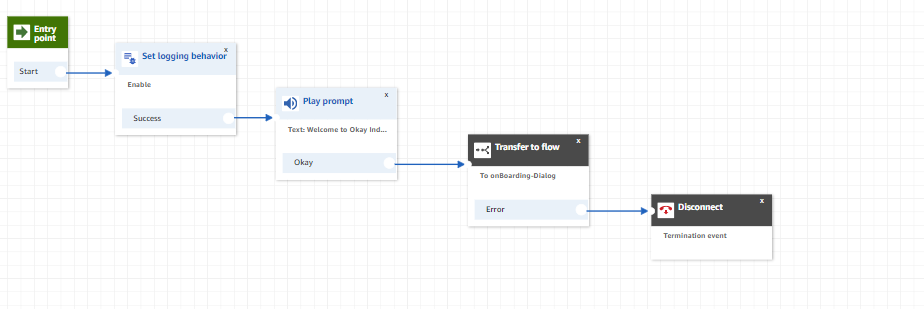 Entry
point
Start
Set logging behavior
x
Enable
Success
Play prompt
x
Text: Welcome to Okay Ind...
Okay
Transfer to flow
x
To onBoarding-Dialog
Error
Disconnect
x
Termination event